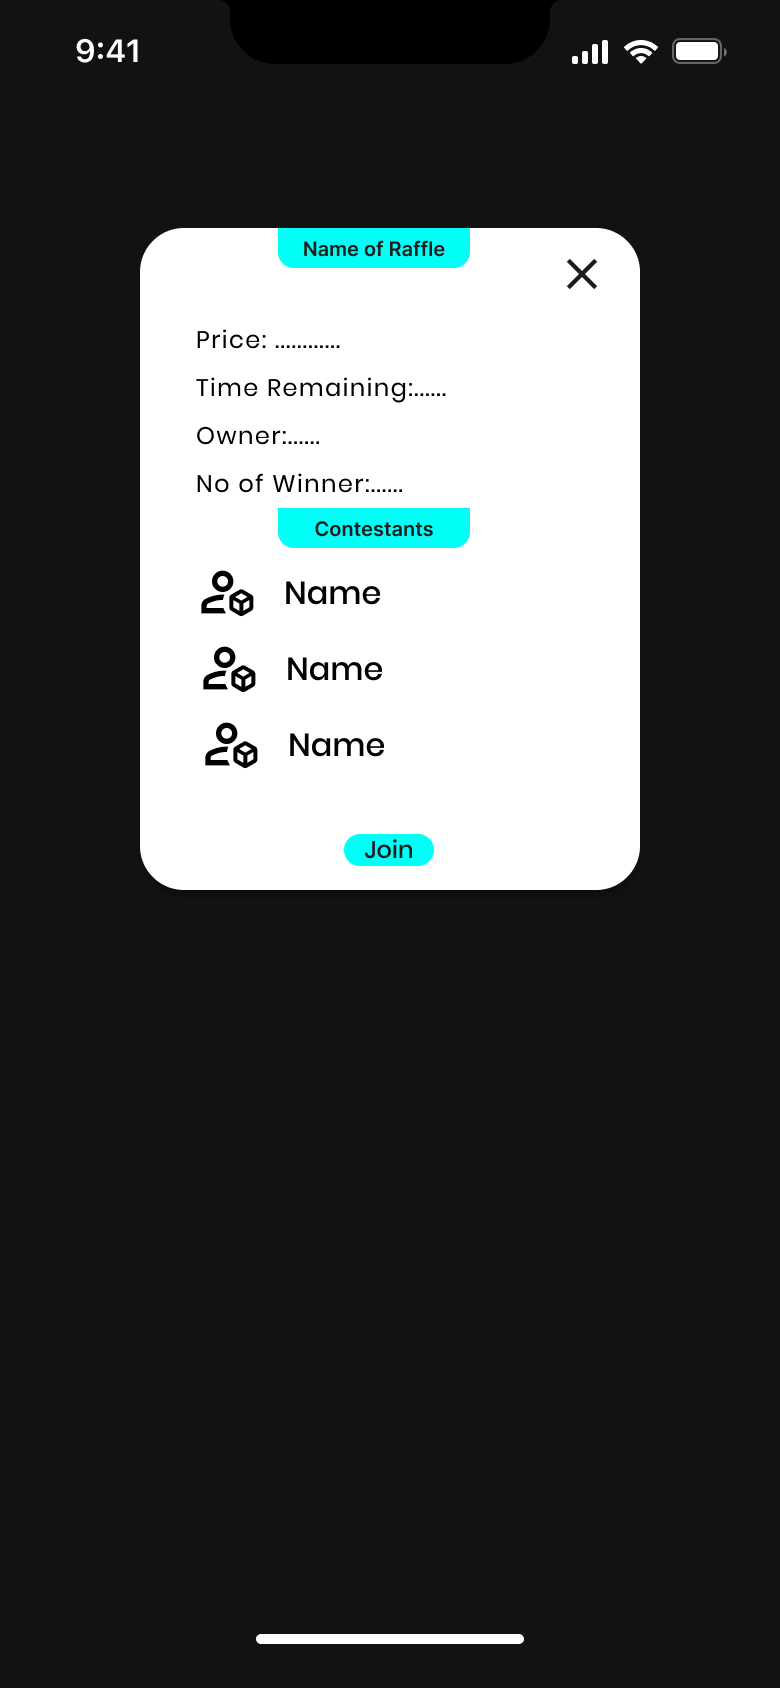 9:41
Name of Raffle
Price: ............
Time Remaining:......
Owner:......
No of Winner:......
Contestants
Name
Name
Name
Join